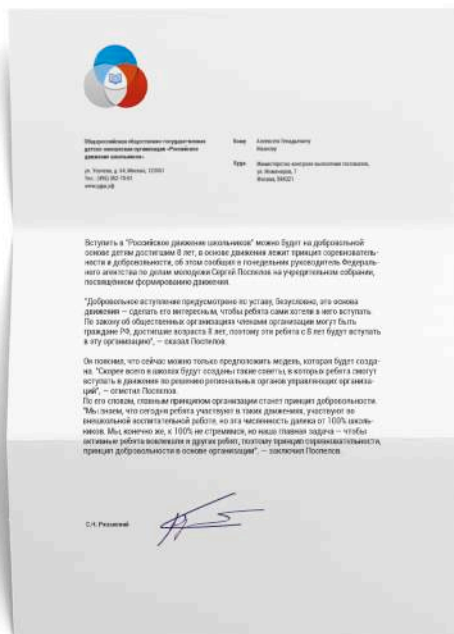 Общероссийская общественно-государственная
детско-юношеская организация «Российское
движение школьников»
Кому
Куда
Министерство
Москва,
Вступить в "Российское движение школьников" можно будет на добровольной
основе детям достигшим 8 лет, в основе движения лежит принцип соревнователь-
ности и добровольности, об этом сообщил в понедельник руководитель Федераль-
ного агентства по делам молодежи Сергей Поспелов на учредительном собрании,
посвящённом формированию движения.
"Добровольное вступление предусмотрено по уставу, безусловно, это основа
движения — сделать его интересным, чтобы ребята сами хотели в него вступать.
По закону об общественных организациях членами организации могут быть
граждане РФ, достигшие возраста 8 лет, поэтому эти ребята с 8 лет будут вступать
в эту организацию", — сказал Поспелов.
Он пояснил, что сейчас можно только предположить модель, которая будет созда-
на. "Скорее всего в школах будут созданы такие советы, в которых ребята смогут
вступать в движения по решению региональных органов управляющих организа-
ций", — отметил Поспелов.
По его словам, главным принципом организации станет принцип добровольности.
"Мы знаем, что сегодня ребята участвуют в таких движениях, участвуют во
внешкольной воспитательной работе, но эта численность далека от 100% школь-
ников. Мы, конечно же, к 100% не стремимся, но наша главная задача — чтобы
активные ребята вовлекали и других ребят, поэтому принцип соревновательности,
принцип добровольности в основе организации", — заключил Поспелов.
С.Н. Рязанский